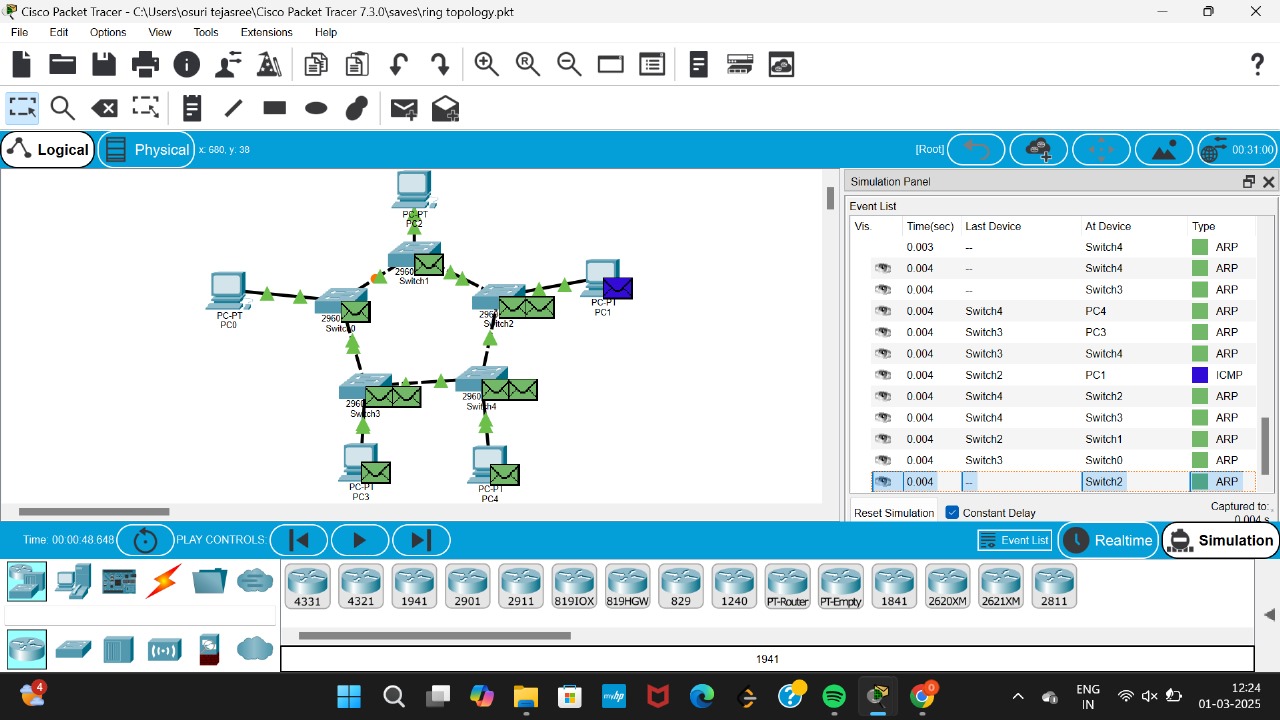 Cisco Packet Tracer - C:\Users\osuri tejasree\Cisco Packet Tracer 7.3.0\saves\ring topology.pkt
File Edit Options View Tools Extensions Help
Logical Physical x: 680, y: 38 [Root] 00:31:00
PC-PT
PC2
2960
Switch1
PC-PT
PC0
Switch0
Switch2
PC-PT
PC1
Switch3
Switch4
PC-PT
PC3
PC-PT
PC4
Simulation Panel
Event List
Vis. Time(sec) Last Device At Device Type
0.003 -- Switch4 ARP
0.004 -- Switch4 ARP
0.004 -- Switch3 ARP
0.004 Switch4 PC4 ARP
0.004 Switch3 PC3 ARP
0.004 Switch3 Switch4 ARP
0.004 Switch2 PC1 ICMP
0.004 Switch4 Switch2 ARP
0.004 Switch4 Switch3 ARP
0.004 Switch2 Switch1 ARP
0.004 Switch3 Switch0 ARP
0.004 -- Switch2 ARP
Reset Simulation Constant Delay Captured to:
0.004 s
Time: 00:00:48.648 PLAY CONTROLS: Event List Realtime Simulation
4331 4321 1941 2901 2911 819IOX 819HGW 829 1240 PT-Router PT-Empty 1841 2620XM 2621XM 2811
1941
4
myhp
0
ENG
IN
12:24
01-03-2025